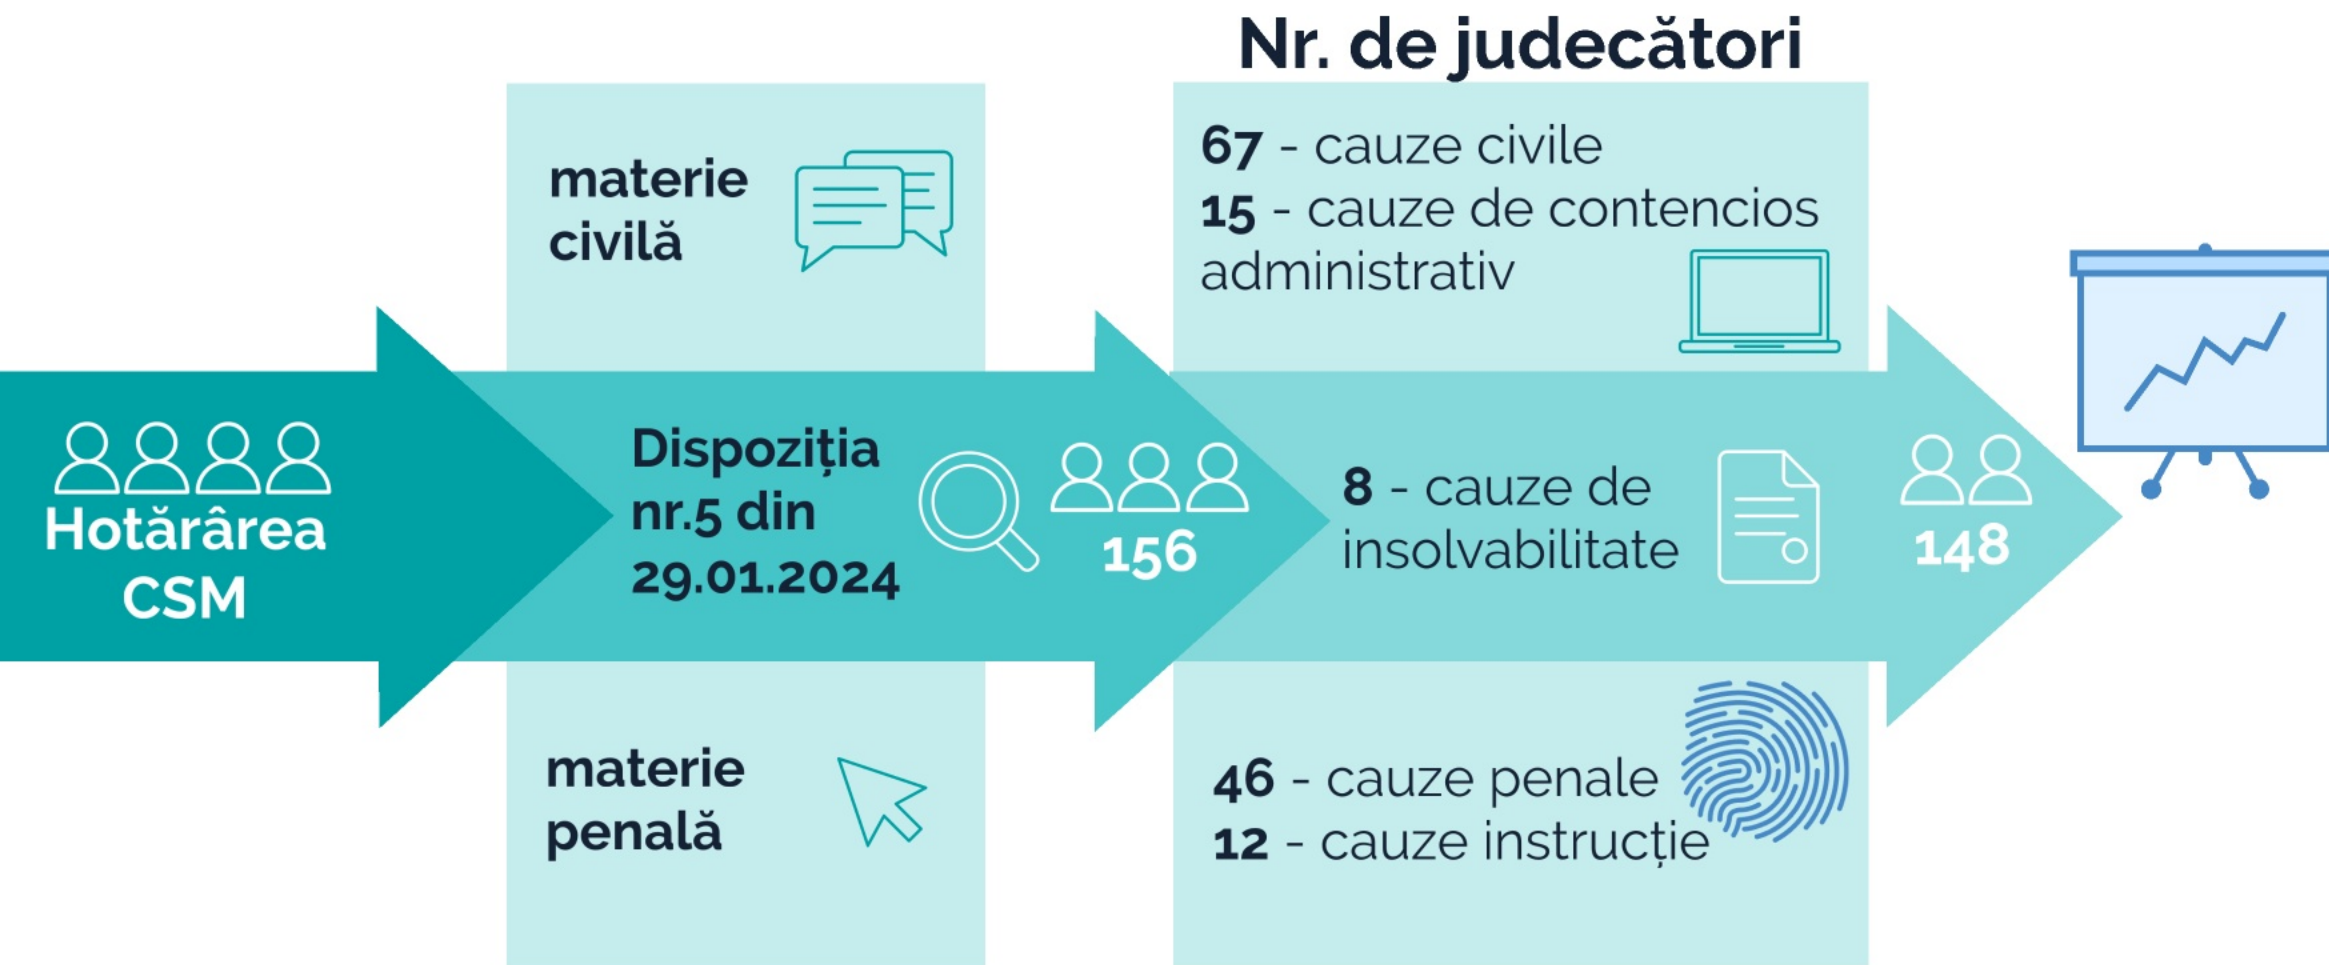 Nr. de judecători
materie
civilă
67 - cauze civile
15 - cauze de contencios
administrativ
Hotărârea
CSM
Dispoziția
nr.5 din
29.01.2024
156
8 - cauze de
insolvabilitate
148
materie
penală
46 - cauze penale
12 - cauze instrucție